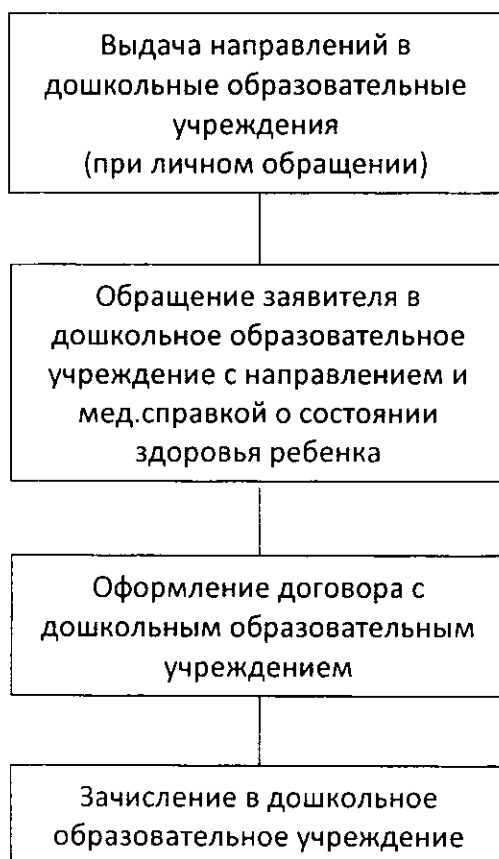 Выдача направлений в
дошкольные образовательные
учреждения
(при личном обращении)
Обращение заявителя в
дошкольное образовательное
учреждение с направлением и
мед.справкой о состоянии
здоровья ребенка
Оформление договора с
дошкольным образовательным
учреждением
Зачисление в дошкольное
образовательное учреждение